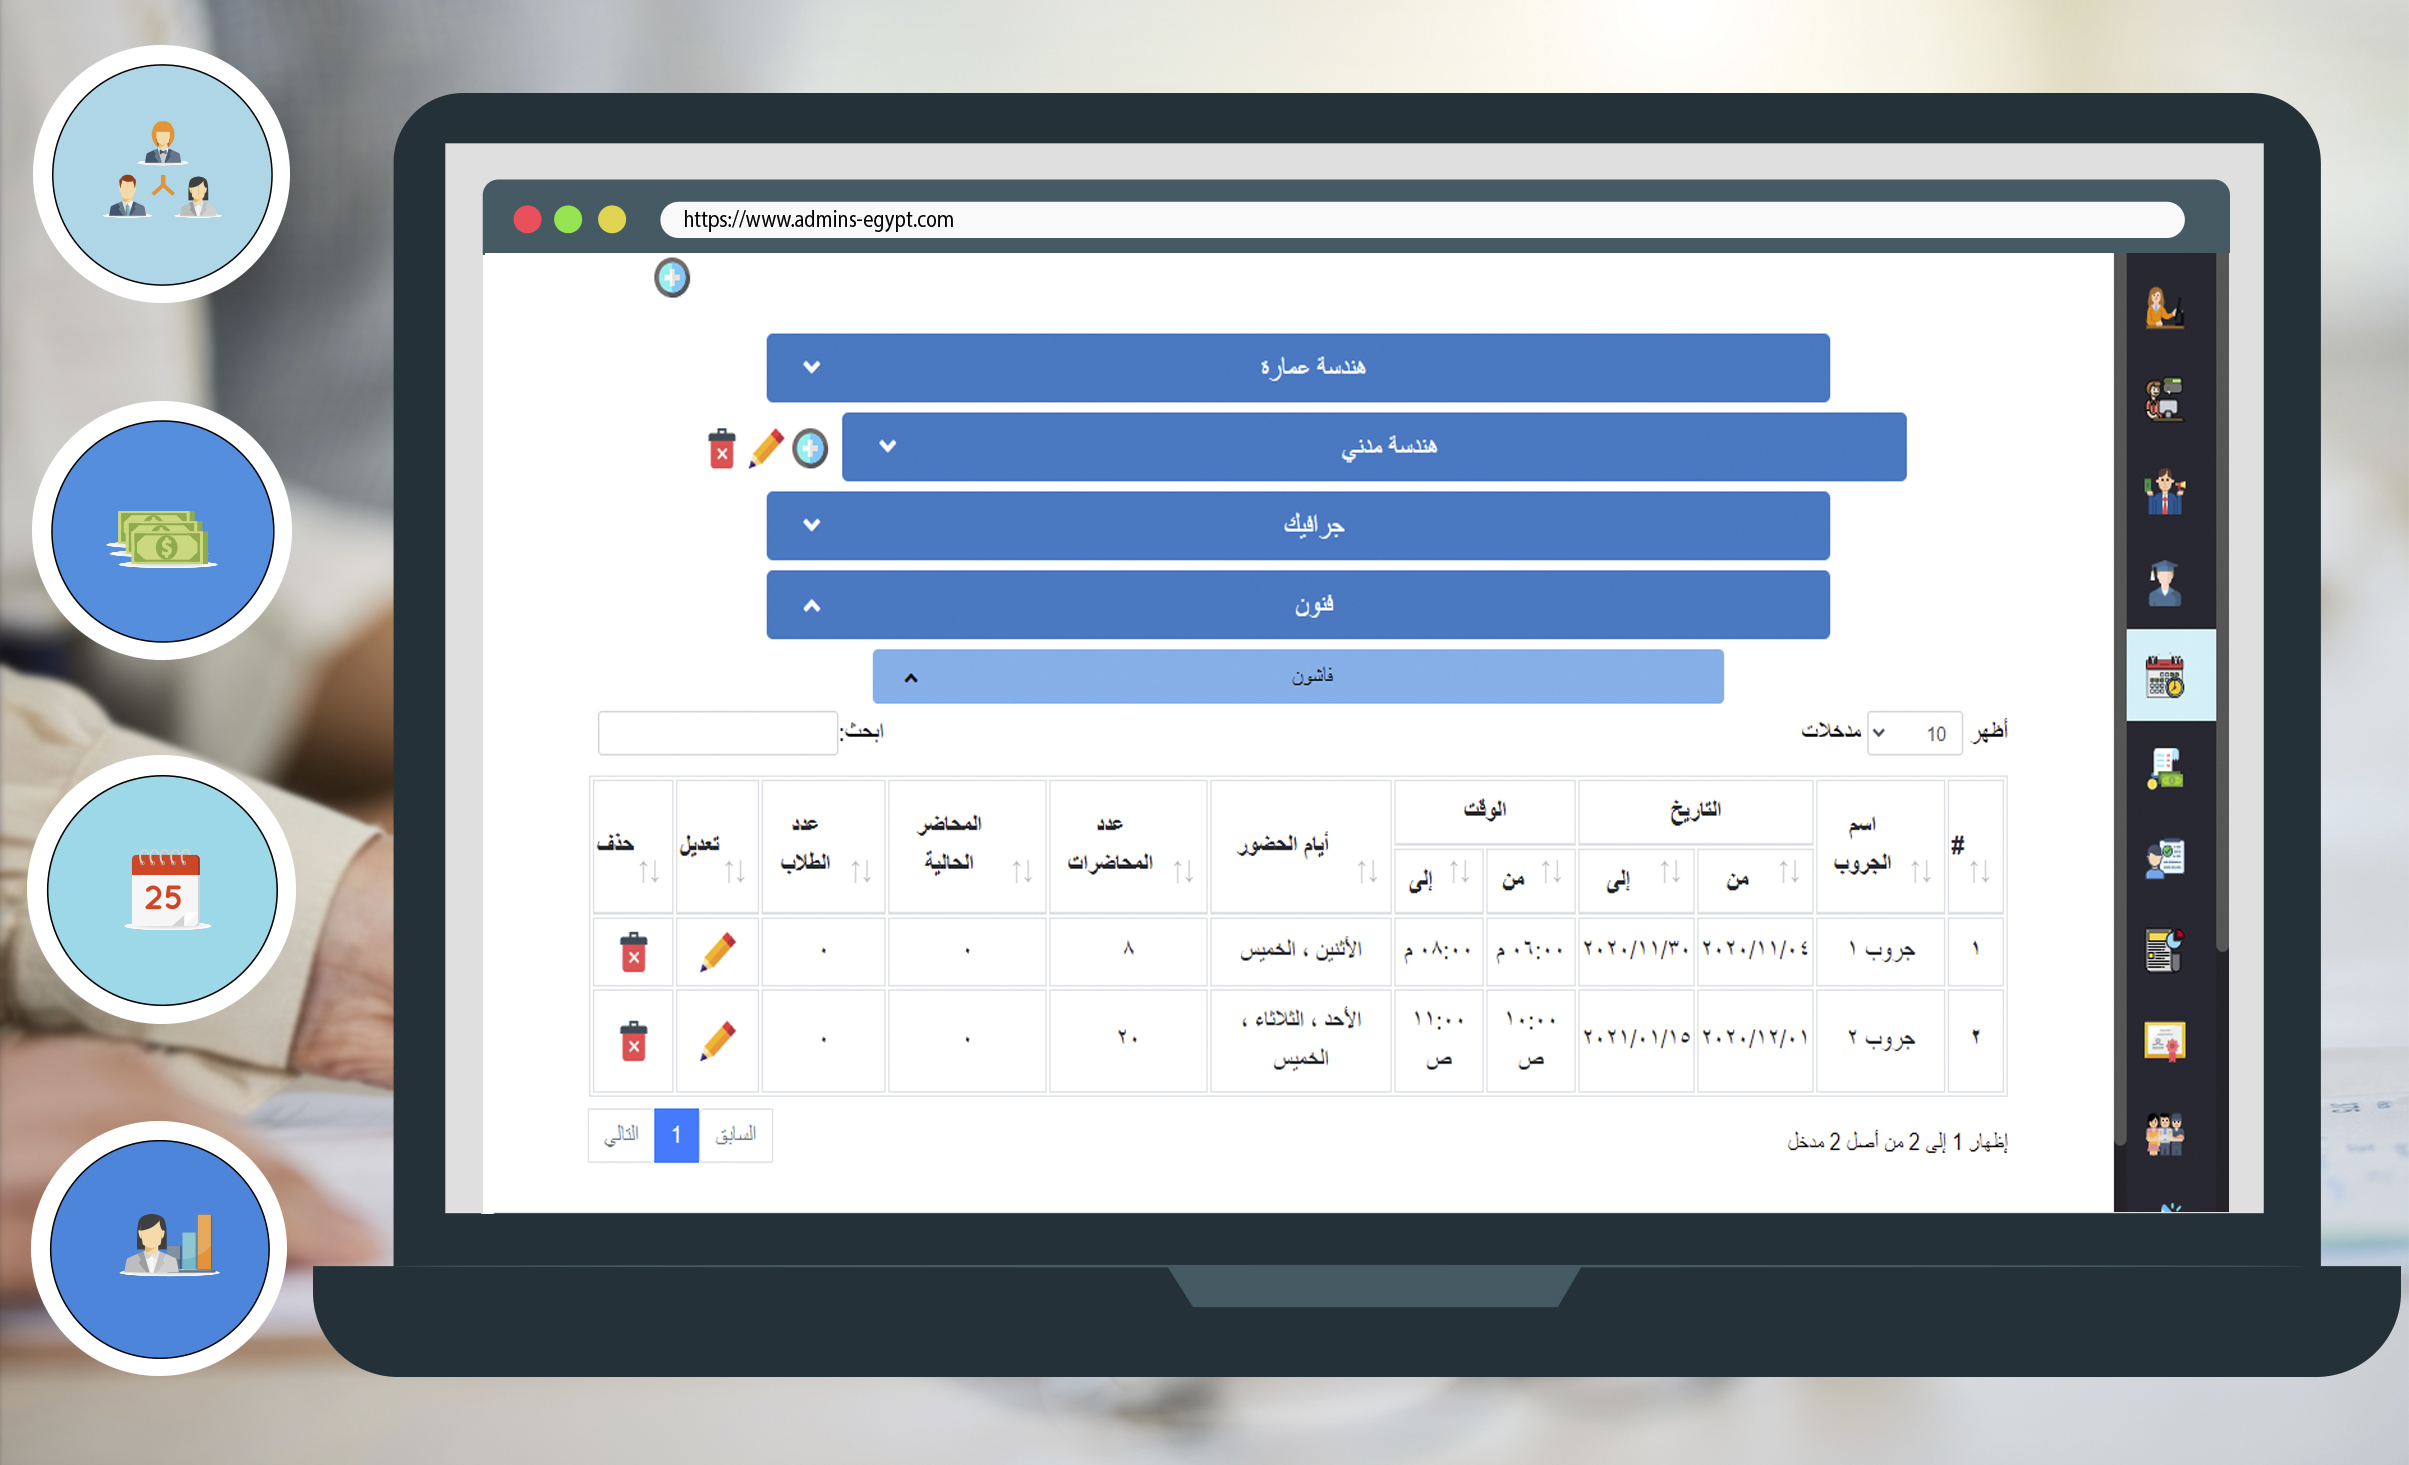 https://www.admins-egypt.com
هندسة عمارة
هندسة مدني
جرافيك
فنون
فاشون
أظهر 10 مدخلات
ابحث:
# اسم الجروب التاريخ الوقت أيام الحضور عدد المحاضرات المحاضر الحالية عدد الطلاب تعديل حذف
من إلى من إلى
١ جروب ١ ٢٠٢٠/١١/٠٤ ٢٠٢٠/١١/٣٠ ٠٦:٠٠ م ٠٨:٠٠ م الأثنين ، الخميس ٨ ٠ ٠
٢ جروب ٢ ٢٠٢٠/١٢/٠١ ٢٠٢١/٠١/١٥ ١٠:٠٠ ص ١١:٠٠ ص الأحد ، الثلاثاء ، الخميس ٢٠ ٠ ٠
إظهار 1 إلى 2 من أصل 2 مدخل
السابق 1 التالي
25